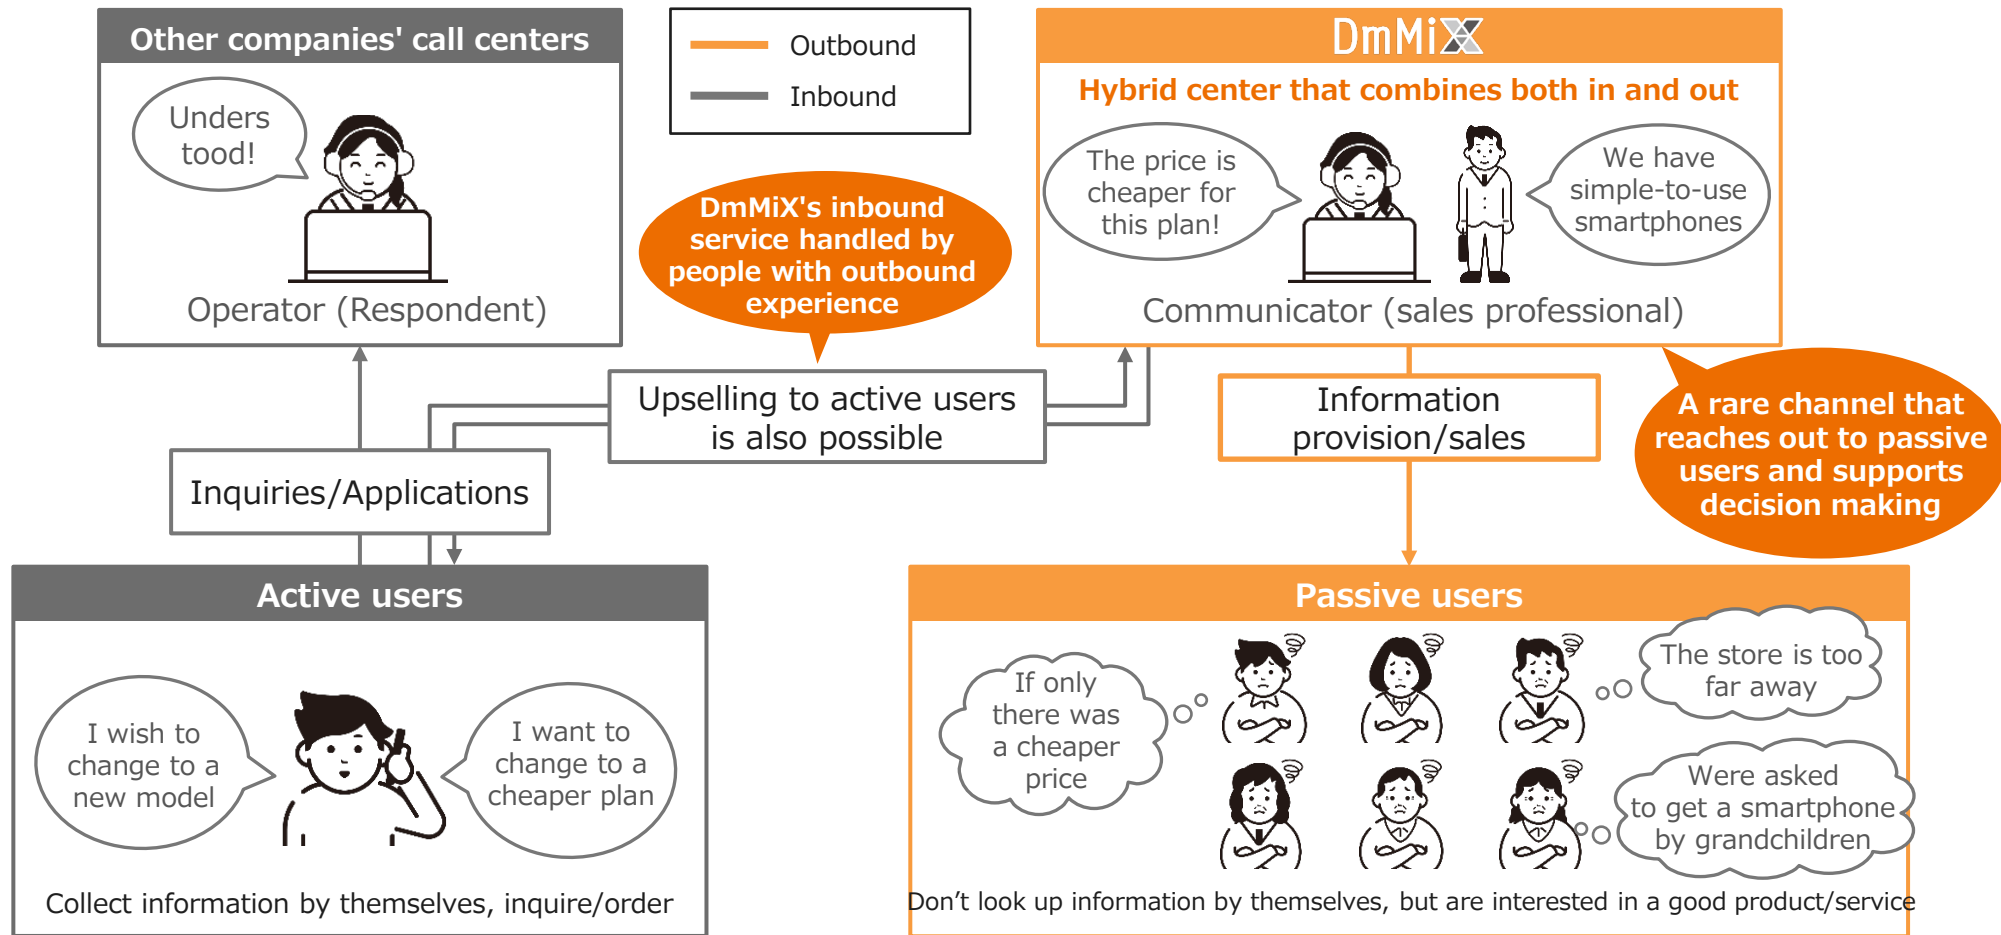 Other companies' call centers
Unders
tood!
Operator (Respondent)
Outbound
Inbound
DmMiX
Hybrid center that combines both in and out
The price is
cheaper for
this plan!
We have
simple-to-use
smartphones
Communicator (sales professional)
DmMiX's inbound
service handled by
people with outbound
experience
Upselling to active users
is also possible
Information
provision/sales
A rare channel that
reaches out to passive
users and supports
decision making
Inquiries/Applications
Active users
I wish to
change to a
new model
I want to
change to a
cheaper plan
Collect information by themselves, inquire/order
Passive users
If only
there was
a cheaper
price
The store is too
far away
Were asked
to get a smartphone
by grandchildren
Don’t look up information by themselves, but are interested in a good product/service